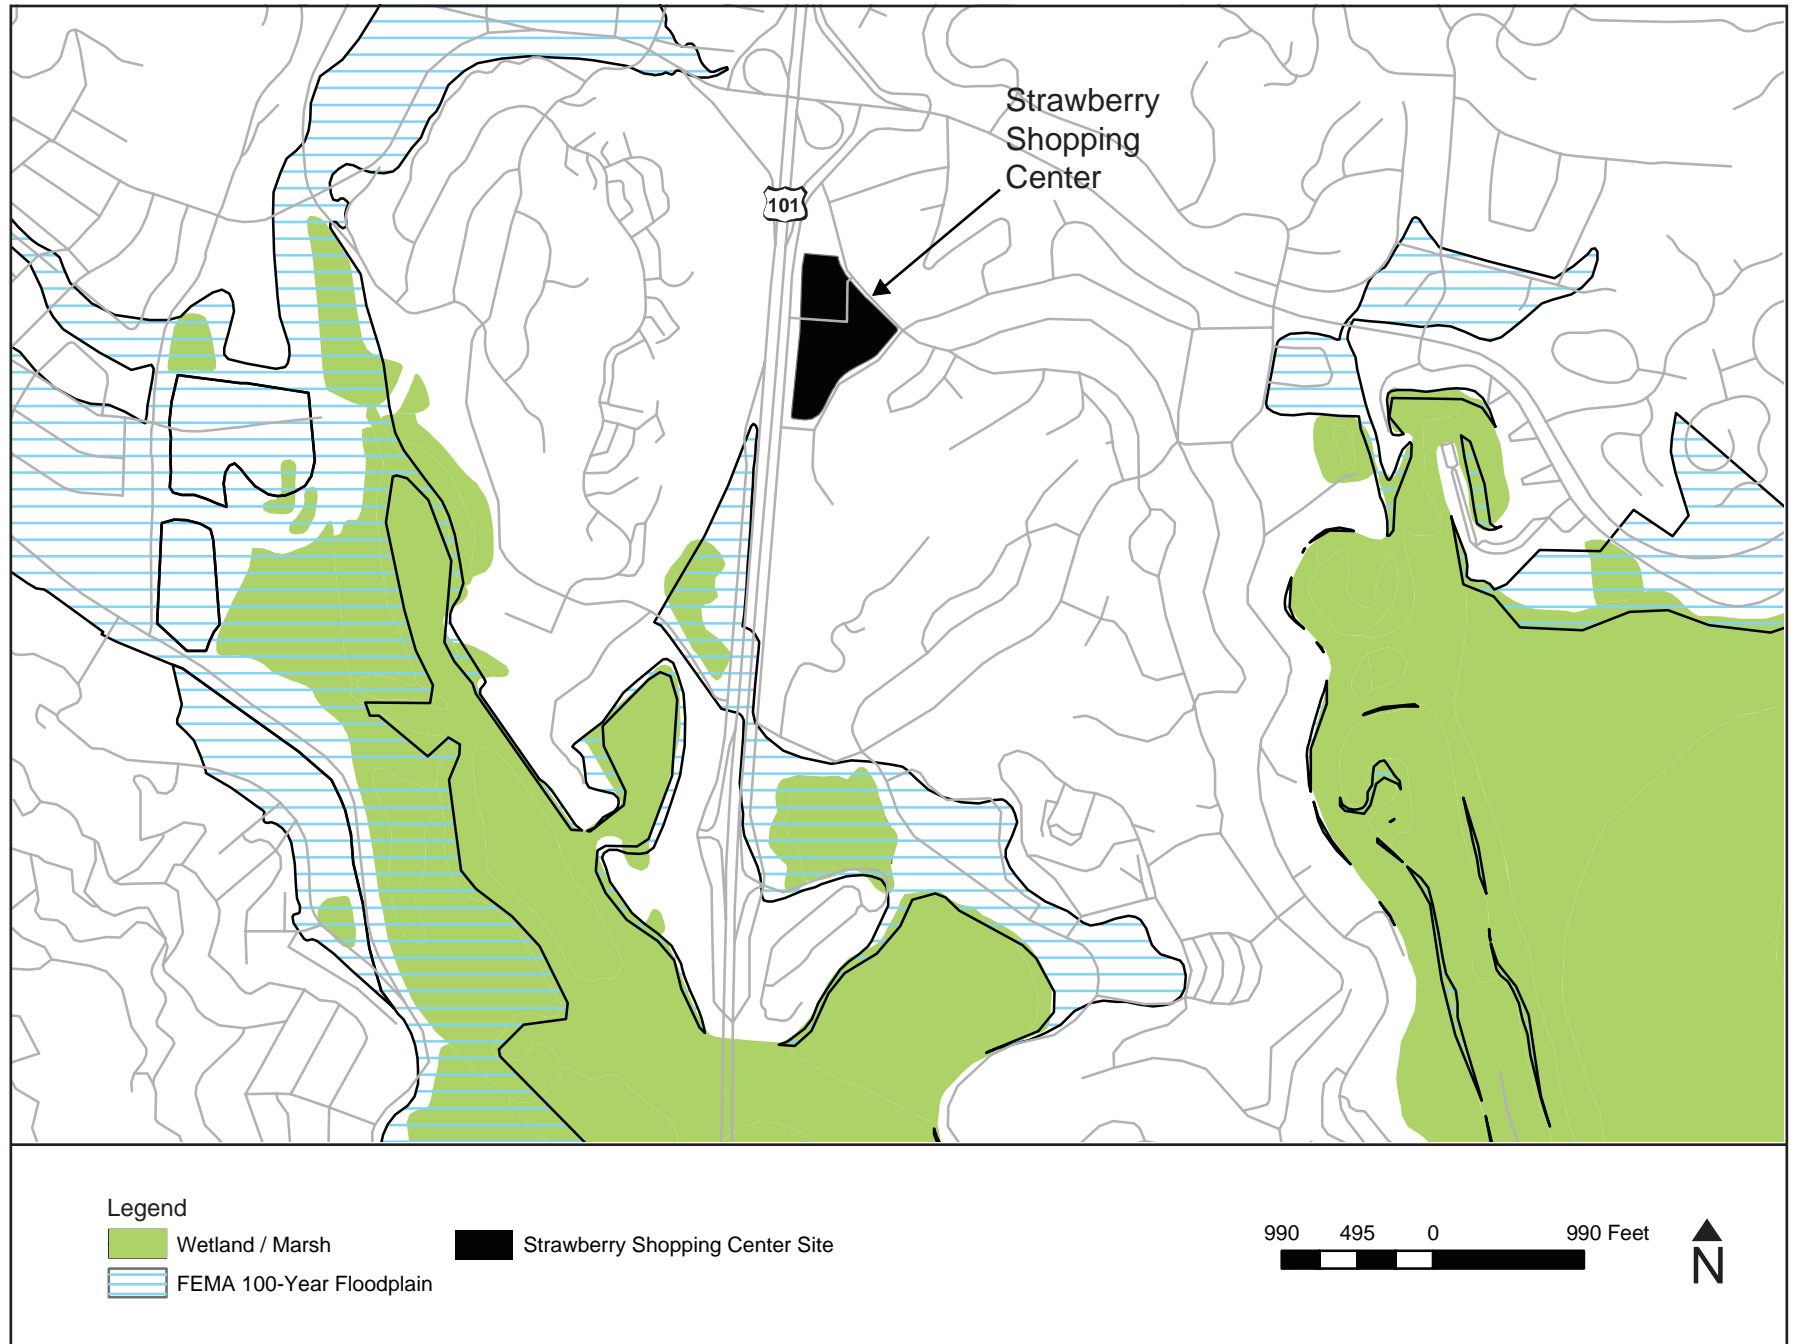 Strawberry
Shopping
Center
101
Legend
Wetland / Marsh
Strawberry Shopping Center Site
FEMA 100-Year Floodplain
990 495 0 990 Feet
N